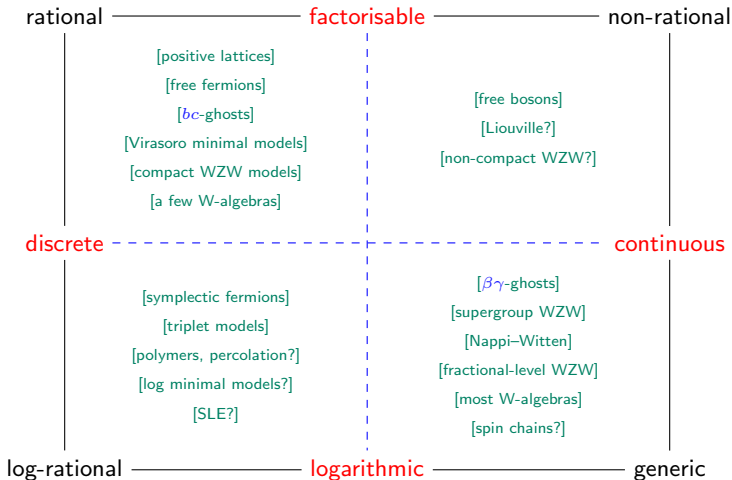 rational factorisable non-rational
[positive lattices]
[free fermions]
[bc-ghosts]
[Virasoro minimal models]
[compact WZW models]
[a few W-algebras]
[free bosons]
[Liouville?]
[non-compact WZW?]
discrete continuous
[symplectic fermions]
[triplet models]
[polymers, percolation?]
[log minimal models?]
[SLE?]
[βγ-ghosts]
[supergroup WZW]
[Nappi–Witten]
[fractional-level WZW]
[most W-algebras]
[spin chains?]
log-rational logarithmic generic